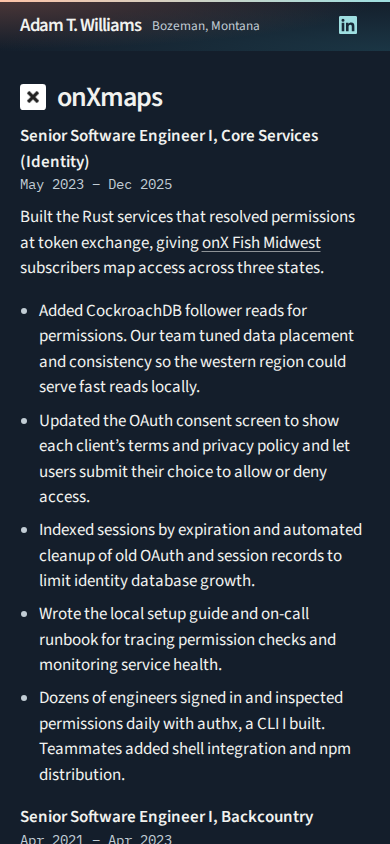 Adam T. Williams Bozeman, Montana
onXmaps
Senior Software Engineer I, Core Services
(Identity)
May 2023 – Dec 2025
Built the Rust services that resolved permissions
at token exchange, giving onX Fish Midwest
subscribers map access across three states.
• Added CockroachDB follower reads for
permissions. Our team tuned data placement
and consistency so the western region could
serve fast reads locally.
• Updated the OAuth consent screen to show
each client’s terms and privacy policy and let
users submit their choice to allow or deny
access.
• Indexed sessions by expiration and automated
cleanup of old OAuth and session records to
limit identity database growth.
• Wrote the local setup guide and on-call
runbook for tracing permission checks and
monitoring service health.
• Dozens of engineers signed in and inspected
permissions daily with authx, a CLI I built.
Teammates added shell integration and npm
distribution.
Senior Software Engineer I, Backcountry
Apr 2021 – Apr 2023